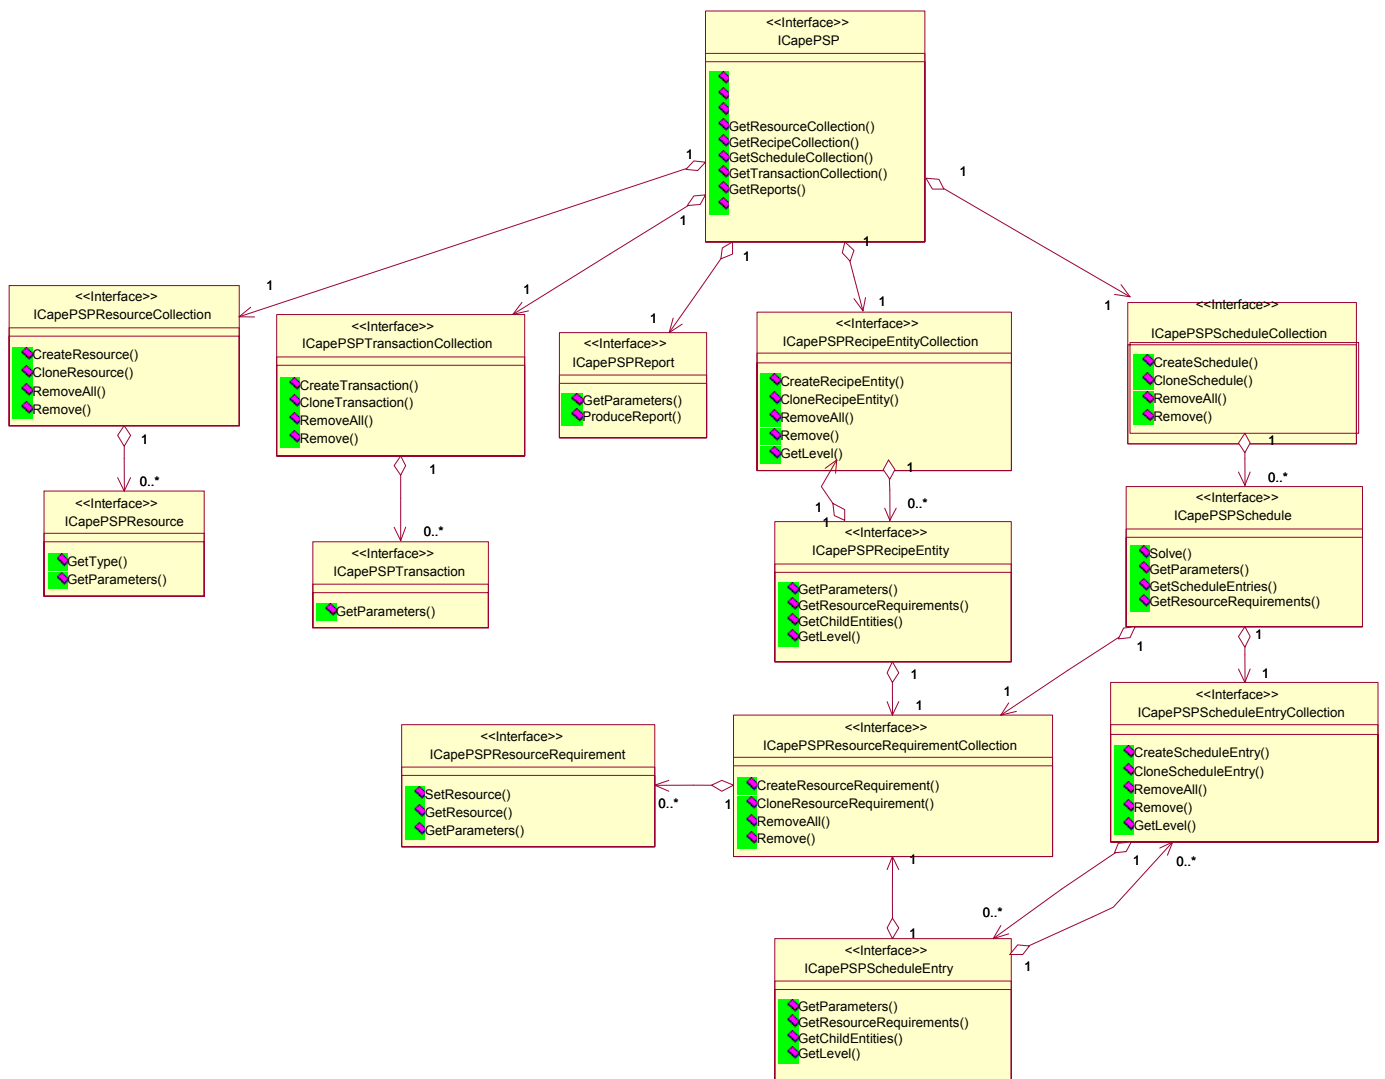 <<Interface>>
ICapePSP
GetResourceCollection()
GetRecipeCollection()
GetScheduleCollection()
GetTransactionCollection()
GetReports()
1
1
1
1
1
1
1
1
1
1
<<Interface>>
ICapePSPResourceCollection
CreateResource()
CloneResource()
RemoveAll()
Remove()
1
0..*
<<Interface>>
ICapePSPResource
GetType()
GetParameters()
<<Interface>>
ICapePSPTransactionCollection
CreateTransaction()
CloneTransaction()
RemoveAll()
Remove()
1
0..*
<<Interface>>
ICapePSPTransaction
GetParameters()
<<Interface>>
ICapePSPReport
GetParameters()
ProduceReport()
<<Interface>>
ICapePSPRecipeEntityCollection
CreateRecipeEntity()
CloneRecipeEntity()
RemoveAll()
Remove()
GetLevel()
1
1
1
0..*
<<Interface>>
ICapePSPRecipeEntity
GetParameters()
GetResourceRequirements()
GetChildEntities()
GetLevel()
1
1
<<Interface>>
ICapePSPScheduleCollection
CreateSchedule()
CloneSchedule()
RemoveAll()
Remove()
1
0..*
<<Interface>>
ICapePSPSchedule
Solve()
GetParameters()
GetScheduleEntries()
GetResourceRequirements()
1
1
1
1
<<Interface>>
ICapePSPResourceRequirement
SetResource()
GetResource()
GetParameters()
0..*
1
<<Interface>>
ICapePSPResourceRequirementCollection
CreateResourceRequirement()
CloneResourceRequirement()
RemoveAll()
Remove()
1
1
<<Interface>>
ICapePSPScheduleEntryCollection
CreateScheduleEntry()
CloneScheduleEntry()
RemoveAll()
Remove()
GetLevel()
1
0..*
0..*
1
<<Interface>>
ICapePSPScheduleEntry
GetParameters()
GetResourceRequirements()
GetChildEntities()
GetLevel()